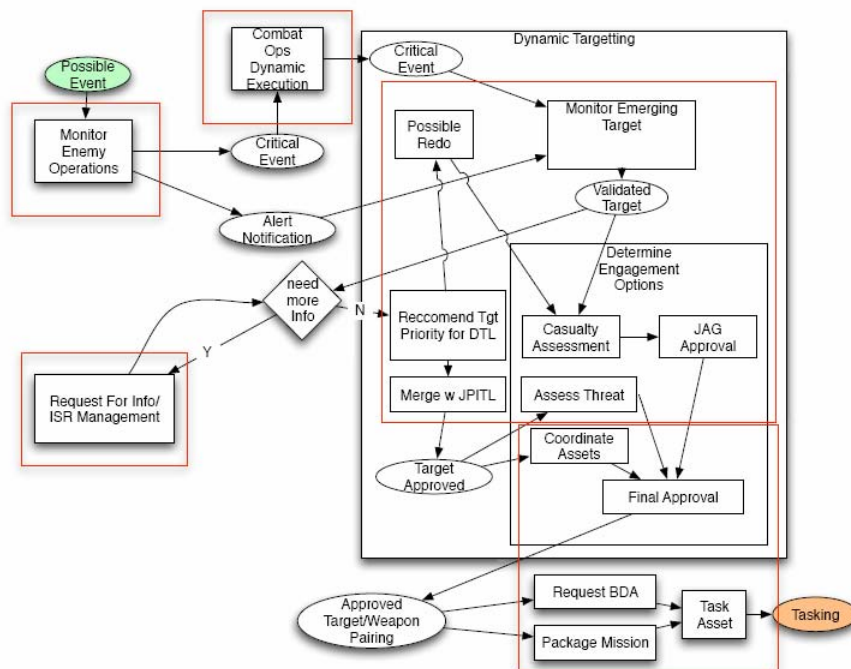 Combat
Ops
Dynamic
Execution
Dynamic Targetting
Critical
Event
Possible
Event
Monitor Emerging
Target
Possible
Redo
Monitor
Enemy
Operations
Critical
Event
Validated
Target
Alert
Notification
Determine
Engagement
Options
need
more
Info
N
Reccomend Tgt
Priority for DTL
Casualty
Assessment
JAG
Approval
Y
Request For Info/
ISR Management
Merge w JPITL
Assess Threat
Coordinate
Assets
Target
Approved
Final Approval
Approved
Target/Weapon
Pairing
Request BDA
Task
Asset
Tasking
Package Mission